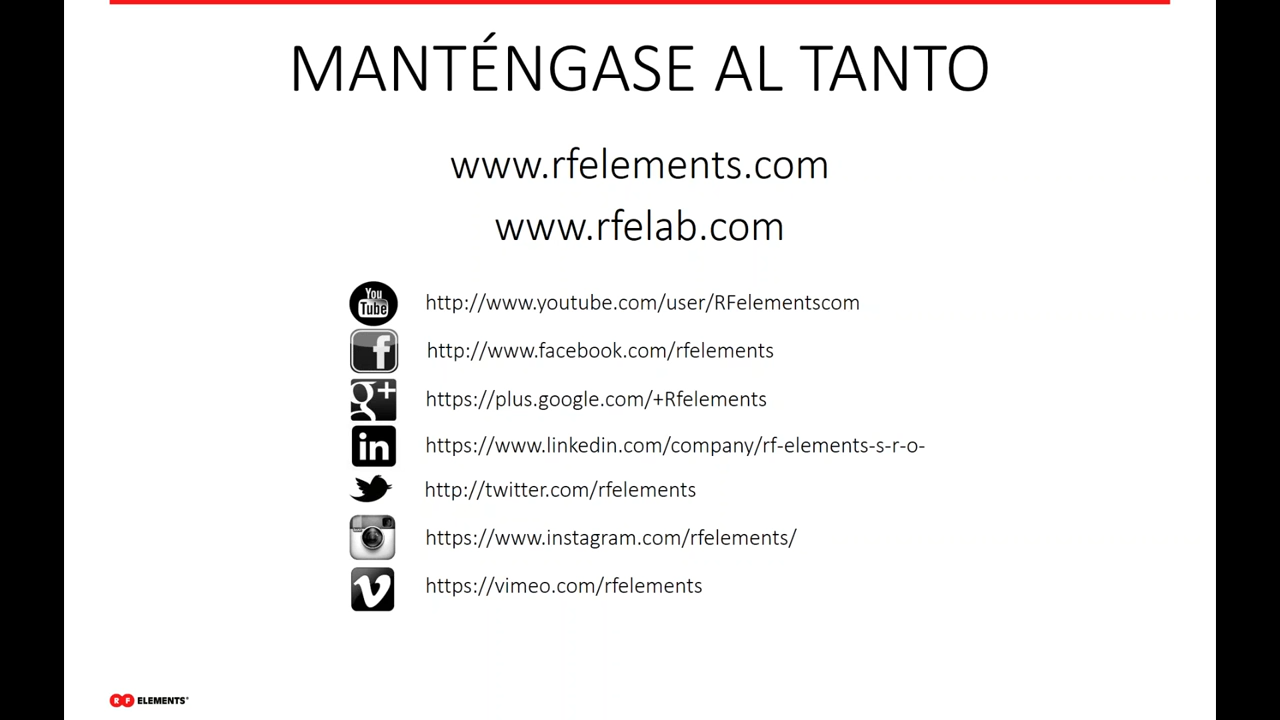 MANTÉNGASE AL TANTO
www.rfelements.com
www.rfelab.com
You Tube http://www.youtube.com/user/RFelementscom
f http://www.facebook.com/rfelements
g+ https://plus.google.com/+Rfelements
in https://www.linkedin.com/company/rf-elements-s-r-o-
http://twitter.com/rfelements
https://www.instagram.com/rfelements/
v https://vimeo.com/rfelements
RF ELEMENTS